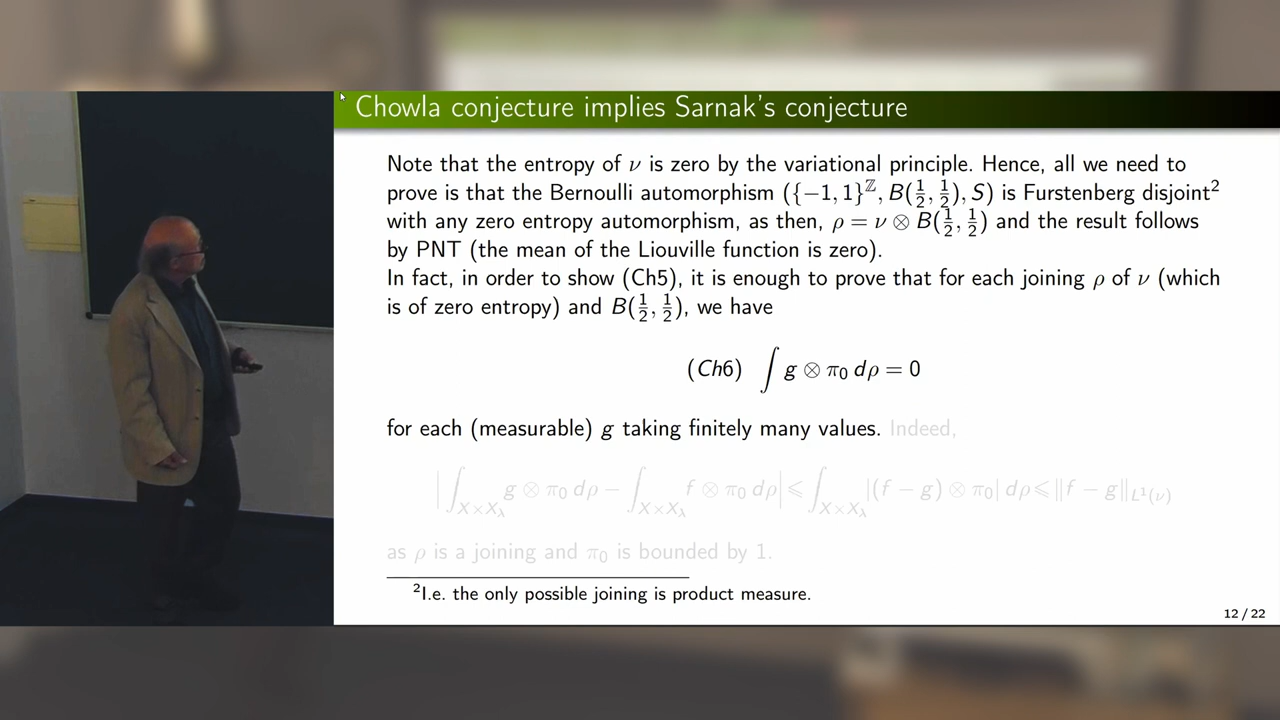 Chowla conjecture implies Sarnak's conjecture
Note that the entropy of ν is zero by the variational principle. Hence, all we need to
prove is that the Bernoulli automorphism ({−1, 1}^ℤ, B(1/2, 1/2), S) is Furstenberg disjoint²
with any zero entropy automorphism, as then, ρ = ν ⊗ B(1/2, 1/2) and the result follows
by PNT (the mean of the Liouville function is zero).
In fact, in order to show (Ch5), it is enough to prove that for each joining ρ of ν (which
is of zero entropy) and B(1/2, 1/2), we have
(Ch6) ∫ g ⊗ π₀ dρ = 0
for each (measurable) g taking finitely many values. Indeed,
|∫_{X×X_λ} g ⊗ π₀ dρ − ∫_{X×X_λ} f ⊗ π₀ dρ| ⩽ ∫_{X×X_λ} |(f − g) ⊗ π₀| dρ ⩽ ‖f − g‖_{L¹(ν)}
as ρ is a joining and π₀ is bounded by 1.
²I.e. the only possible joining is product measure.
12 / 22